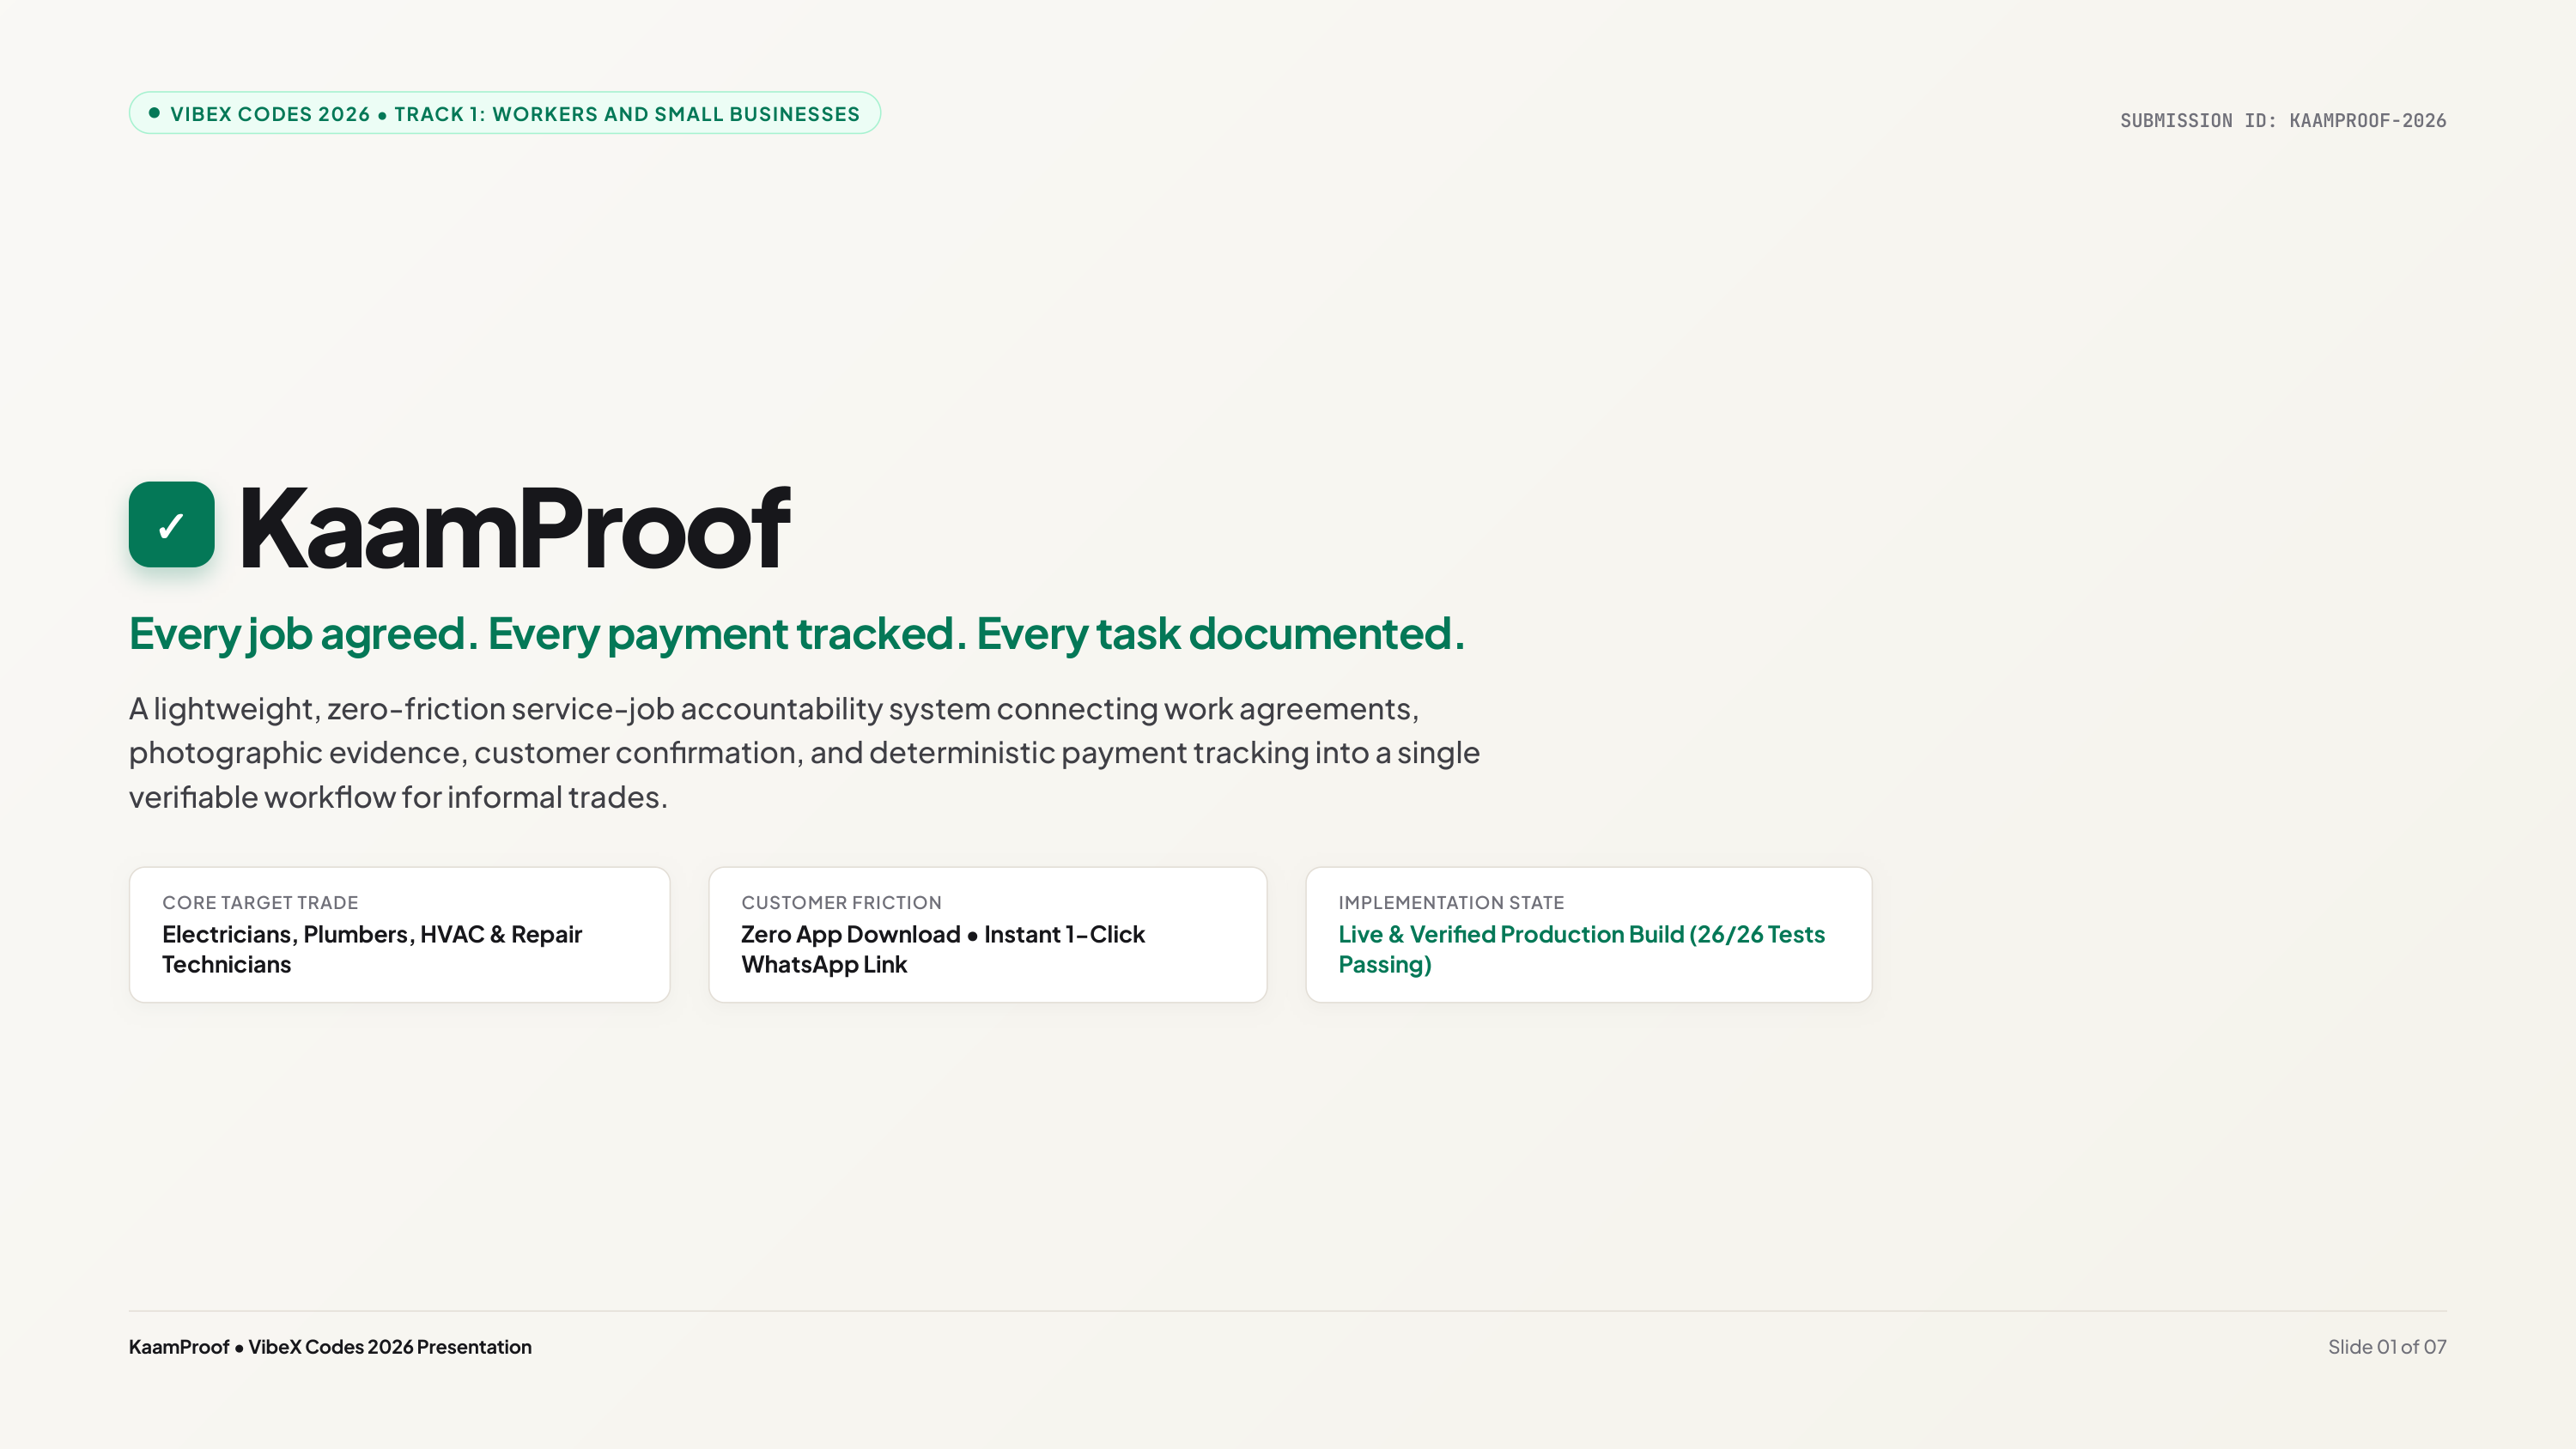 VIBEX CODES 2026 • TRACK 1: WORKERS AND SMALL BUSINESSES
SUBMISSION ID: KAAMPROOF-2026
✓ KaamProof
Every job agreed. Every payment tracked. Every task documented.
A lightweight, zero-friction service-job accountability system connecting work agreements,
photographic evidence, customer confirmation, and deterministic payment tracking into a single
verifiable workflow for informal trades.
CORE TARGET TRADE
Electricians, Plumbers, HVAC & Repair
Technicians
CUSTOMER FRICTION
Zero App Download • Instant 1-Click
WhatsApp Link
IMPLEMENTATION STATE
Live & Verified Production Build (26/26 Tests
Passing)
KaamProof • VibeX Codes 2026 Presentation
Slide 01 of 07